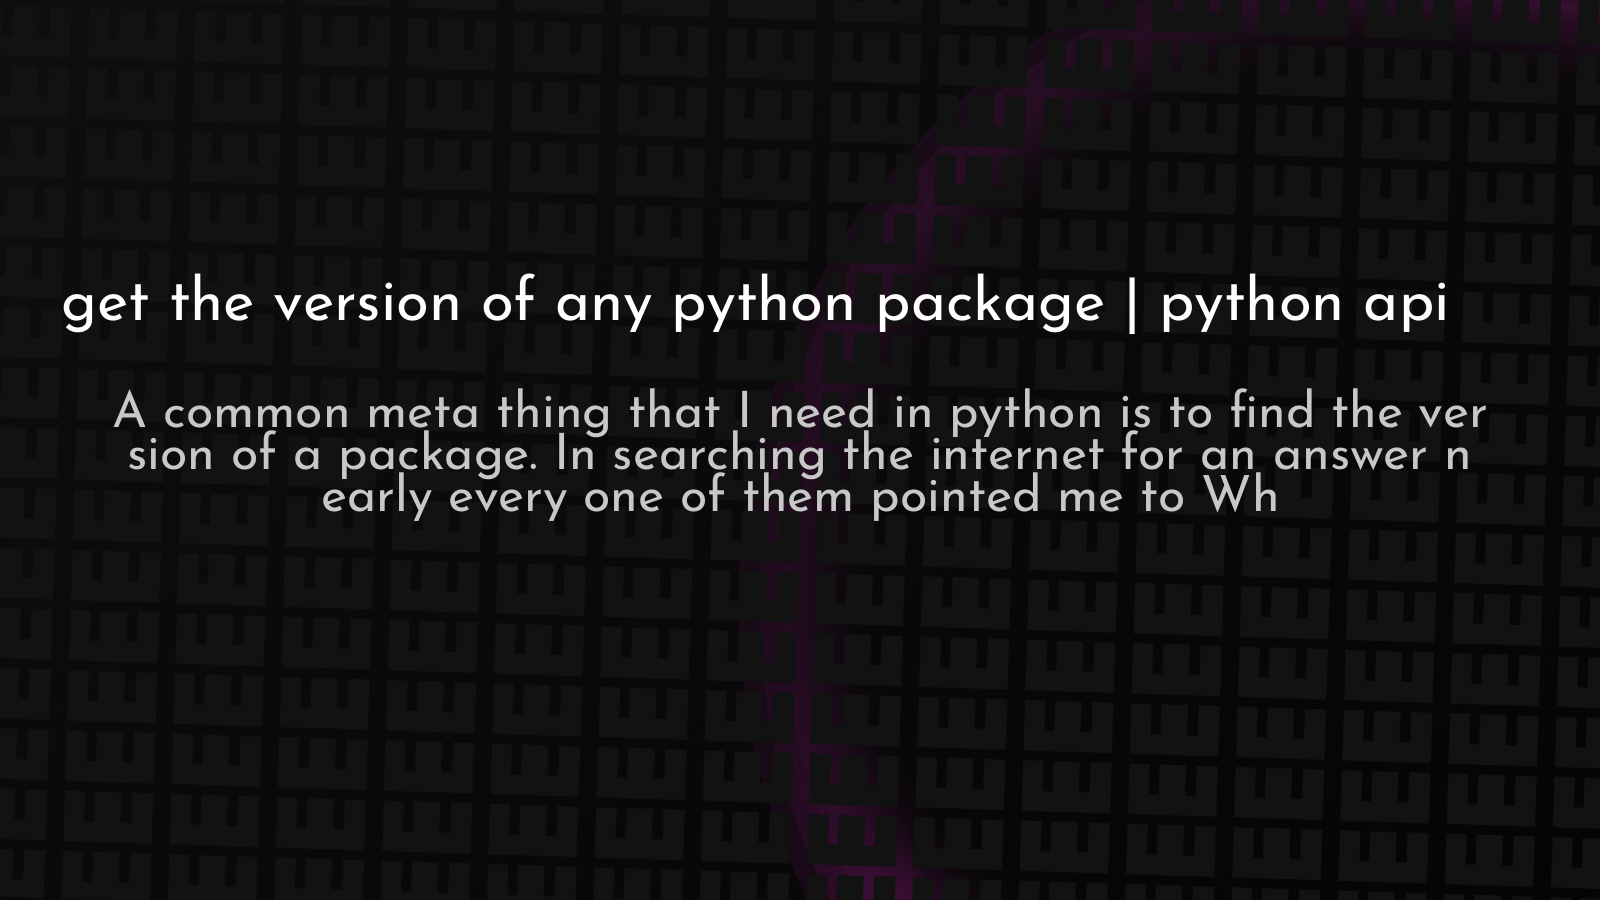 get the version of any python package | python api
A common meta thing that I need in python is to find the ver
sion of a package. In searching the internet for an answer n
early every one of them pointed me to Wh